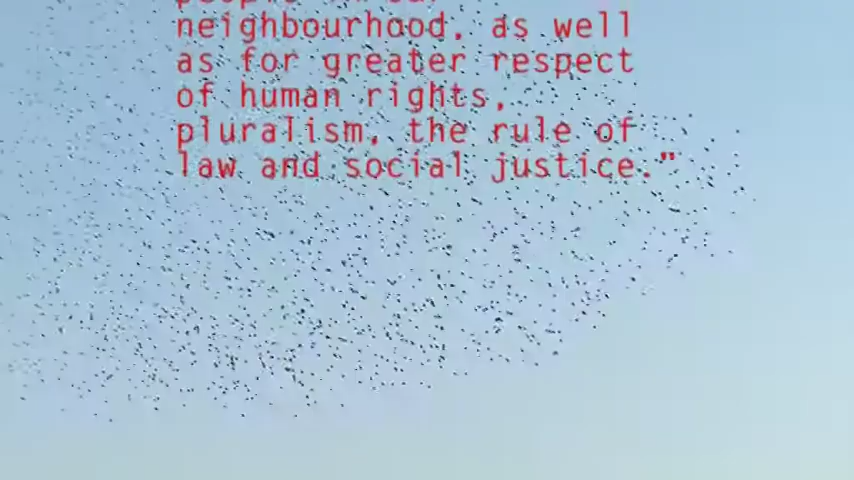 neighbourhood, as well
as for greater respect
of human rights,
pluralism, the rule of
law and social justice.”